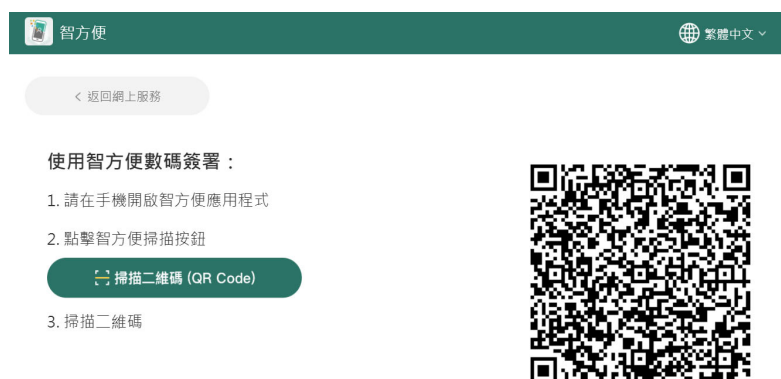 智方便
繁體中文
返回網上服務
使用智方便數碼簽署：
1. 請在手機開啟智方便應用程式
2. 點擊智方便掃描按鈕
掃描二維碼 (QR Code)
3. 掃描二維碼